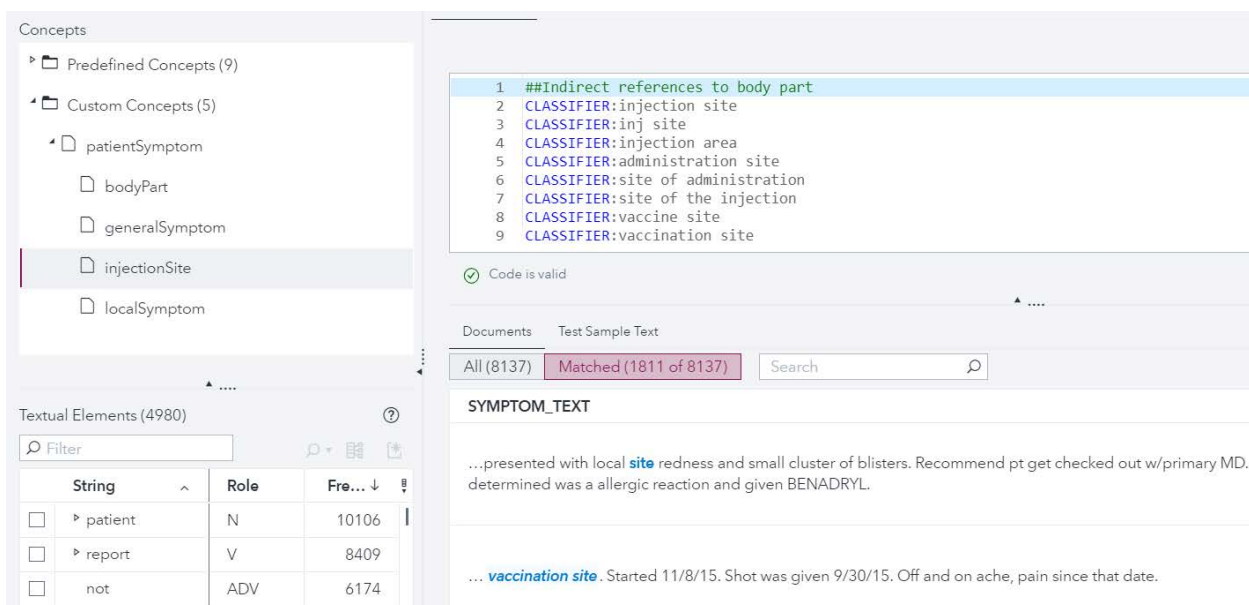 Concepts
Predefined Concepts (9)
Custom Concepts (5)
patientSymptom
bodyPart
generalSymptom
injectionSite
localSymptom
Textual Elements (4980)
Filter
String Role Fre...
patient N 10106
report V 8409
not ADV 6174
1 ##Indirect references to body part
2 CLASSIFIER:injection site
3 CLASSIFIER:inj site
4 CLASSIFIER:injection area
5 CLASSIFIER:administration site
6 CLASSIFIER:site of administration
7 CLASSIFIER:site of the injection
8 CLASSIFIER:vaccine site
9 CLASSIFIER:vaccination site
Code is valid
Documents Test Sample Text
All (8137) Matched (1811 of 8137) Search
SYMPTOM_TEXT
...presented with local site redness and small cluster of blisters. Recommend pt get checked out w/primary MD.
determined was a allergic reaction and given BENADRYL.
... vaccination site. Started 11/8/15. Shot was given 9/30/15. Off and on ache, pain since that date.